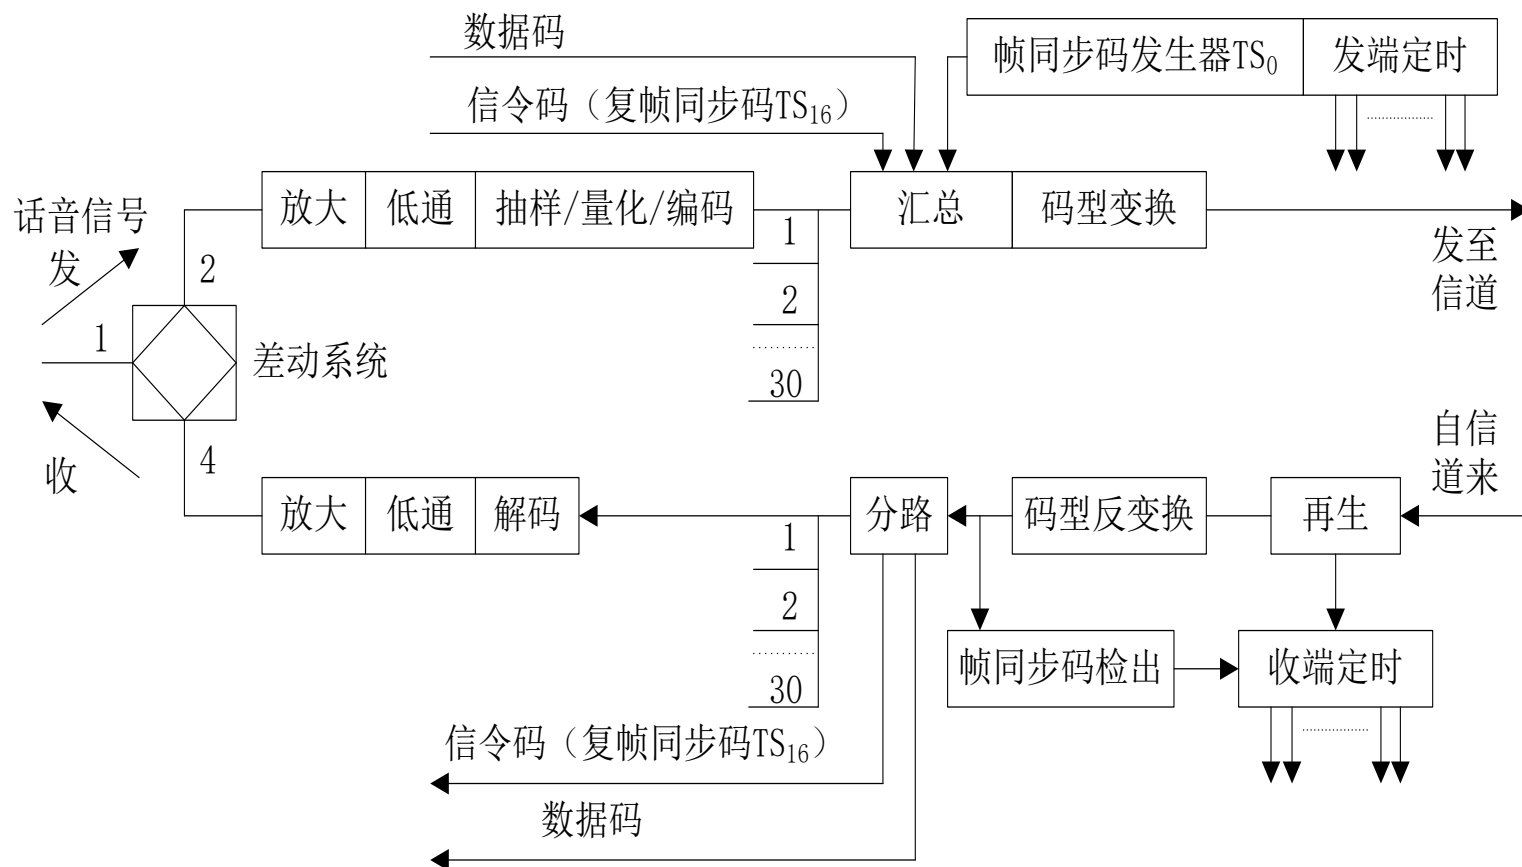 数据码
帧同步码发生器TS₀
发端定时
信令码（复帧同步码TS₁₆）
话音信号
发
放大
低通
抽样/量化/编码
汇总
码型变换
1
2
30
发至
信道
2
1
差动系统
4
收
自信
道来
放大
低通
解码
1
2
30
分路
码型反变换
再生
帧同步码检出
收端定时
信令码（复帧同步码TS₁₆）
数据码